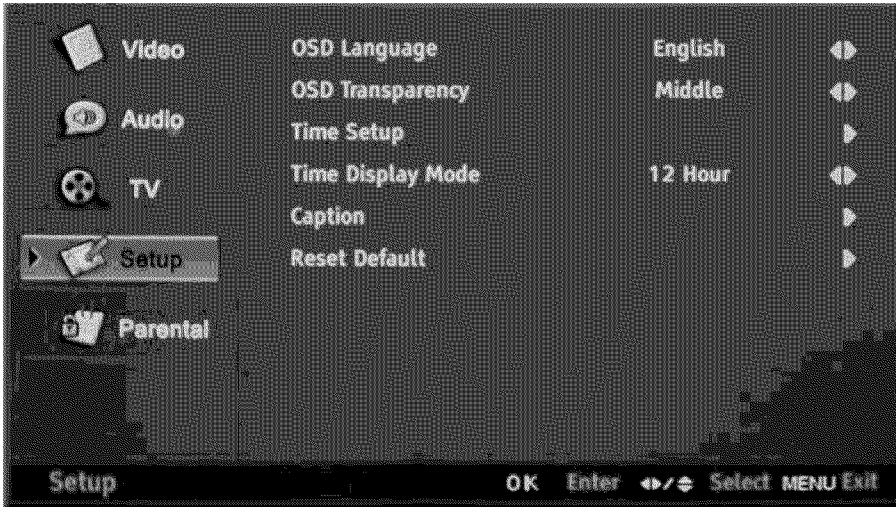 Video
Audio
TV
Setup
Parental
OSD Language English
OSD Transparency Middle
Time Setup
Time Display Mode 12 Hour
Caption
Reset Default
Setup OK Enter / Select MENU Exit